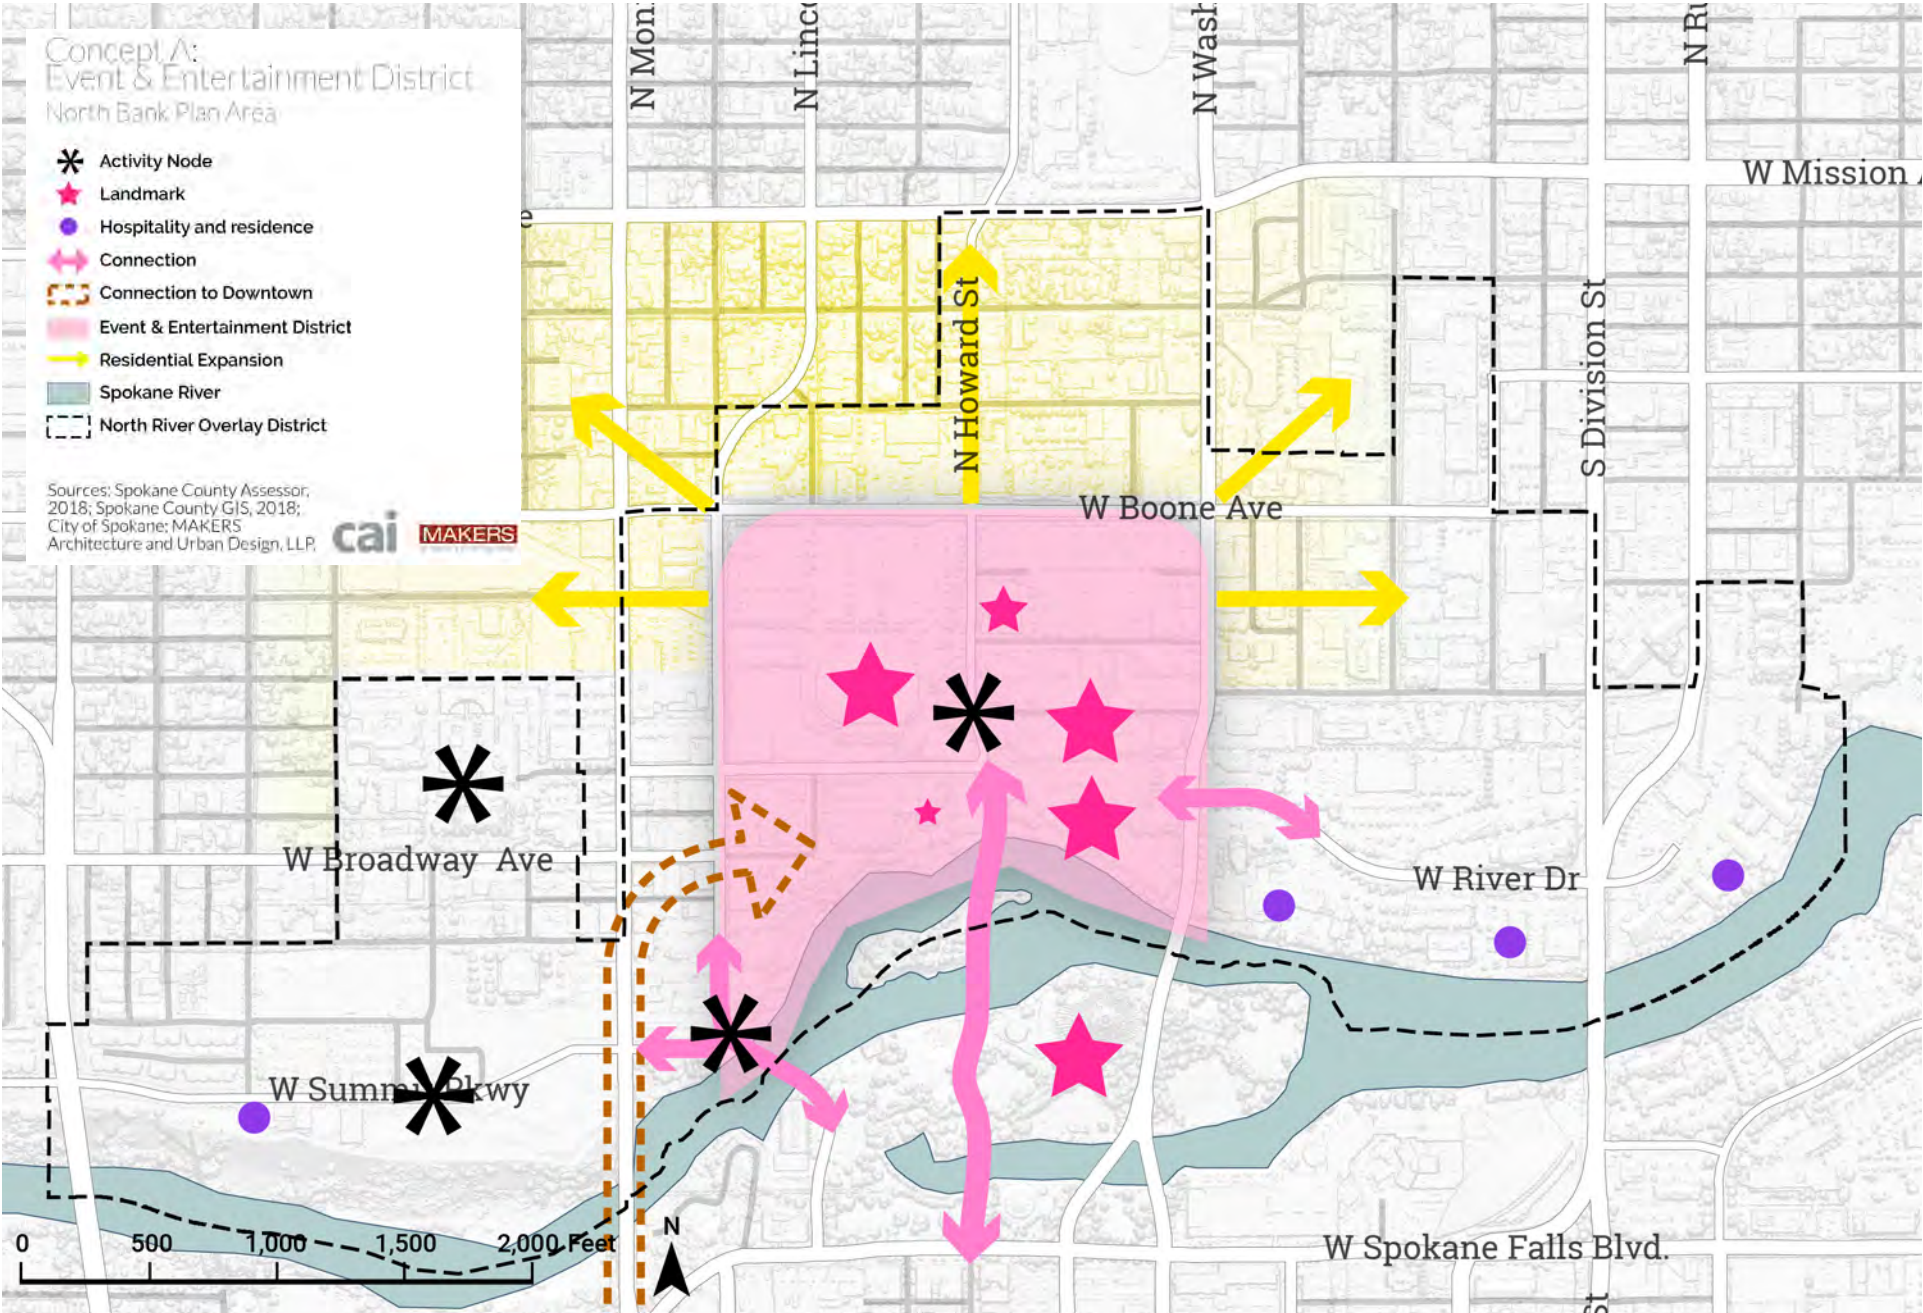 Concept A:
Event & Entertainment District
North Bank Plan Area
Activity Node
Landmark
Hospitality and residence
Connection
Connection to Downtown
Event & Entertainment District
Residential Expansion
Spokane River
North River Overlay District
Sources: Spokane County Assessor,
2018; Spokane County GIS, 2018;
City of Spokane; MAKERS
Architecture and Urban Design, LLP.
cai
MAKERS
N Mon
N Linc
N Wash
N Ru
W Mission A
e
N Howard St
S Division St
W Boone Ave
W Broadway Ave
W River Dr
W Summit Pkwy
W Spokane Falls Blvd.
0 500 1,000 1,500 2,000 Feet
N
St